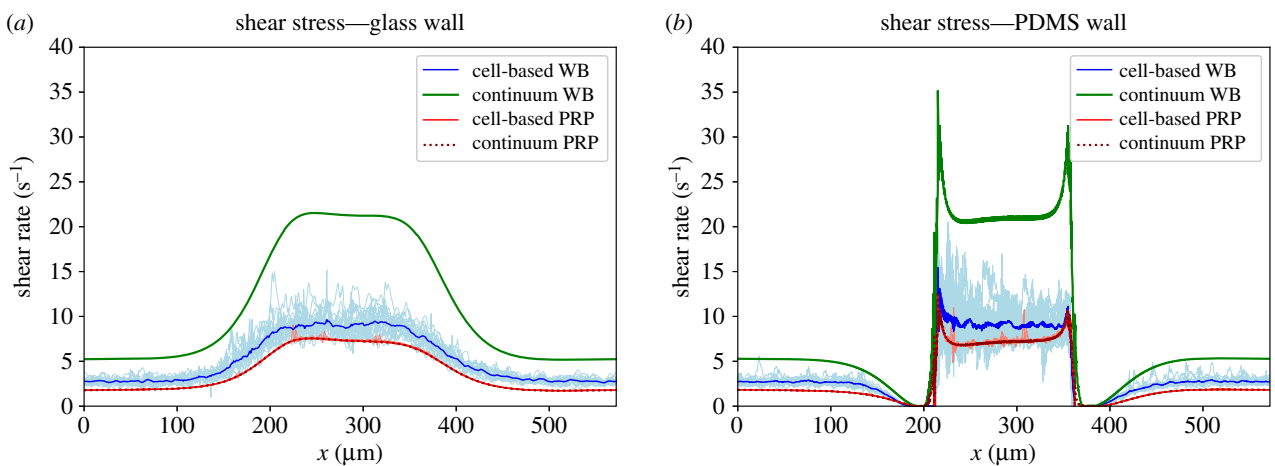 (a) shear stress—glass wall
40
35
30
25
20
15
10
5
0
shear rate (s⁻¹)
cell-based WB
continuum WB
cell-based PRP
continuum PRP
0 100 200 300 400 500
x (μm)
(b) shear stress—PDMS wall
40
35
30
25
20
15
10
5
0
shear rate (s⁻¹)
cell-based WB
continuum WB
cell-based PRP
continuum PRP
0 100 200 300 400 500
x (μm)